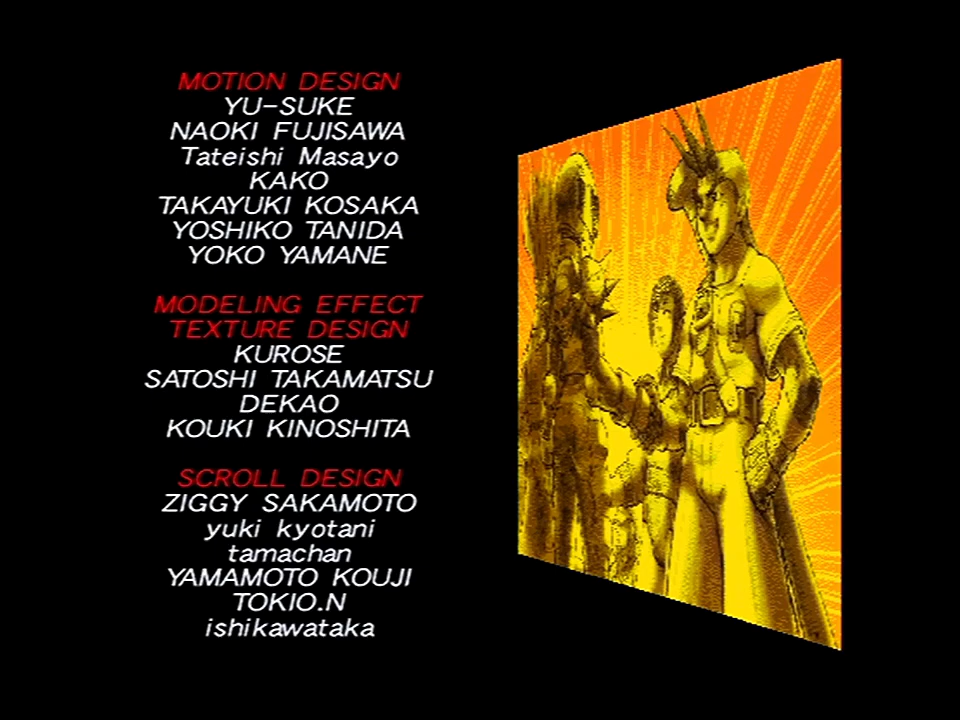 MOTION DESIGN
YU-SUKE
NAOKI FUJISAWA
Tateishi Masayo
KAKO
TAKAYUKI KOSAKA
YOSHIKO TANIDA
YOKO YAMANE
MODELING EFFECT
TEXTURE DESIGN
KUROSE
SATOSHI TAKAMATSU
DEKAO
KOUKI KINOSHITA
SCROLL DESIGN
ZIGGY SAKAMOTO
yuki kyotani
tamachan
YAMAMOTO KOUJI
TOKIO.N
ishikawataka